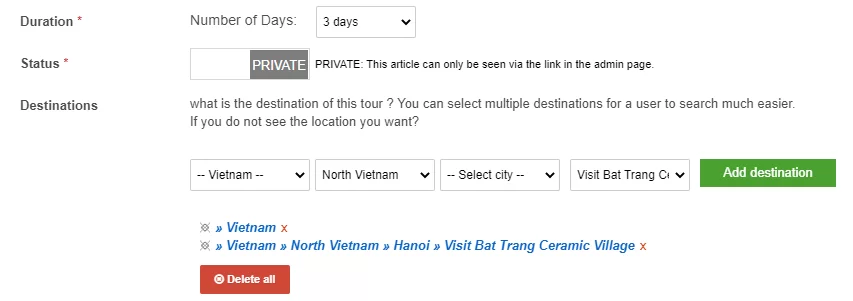 Duration * Number of Days: 3 days
Status * PRIVATE PRIVATE: This article can only be seen via the link in the admin page.
Destinations what is the destination of this tour ? You can select multiple destinations for a user to search much easier.
If you do not see the location you want?
-- Vietnam -- North Vietnam -- Select city -- Visit Bat Trang Ce Add destination
» Vietnam x
» Vietnam » North Vietnam » Hanoi » Visit Bat Trang Ceramic Village x
Delete all